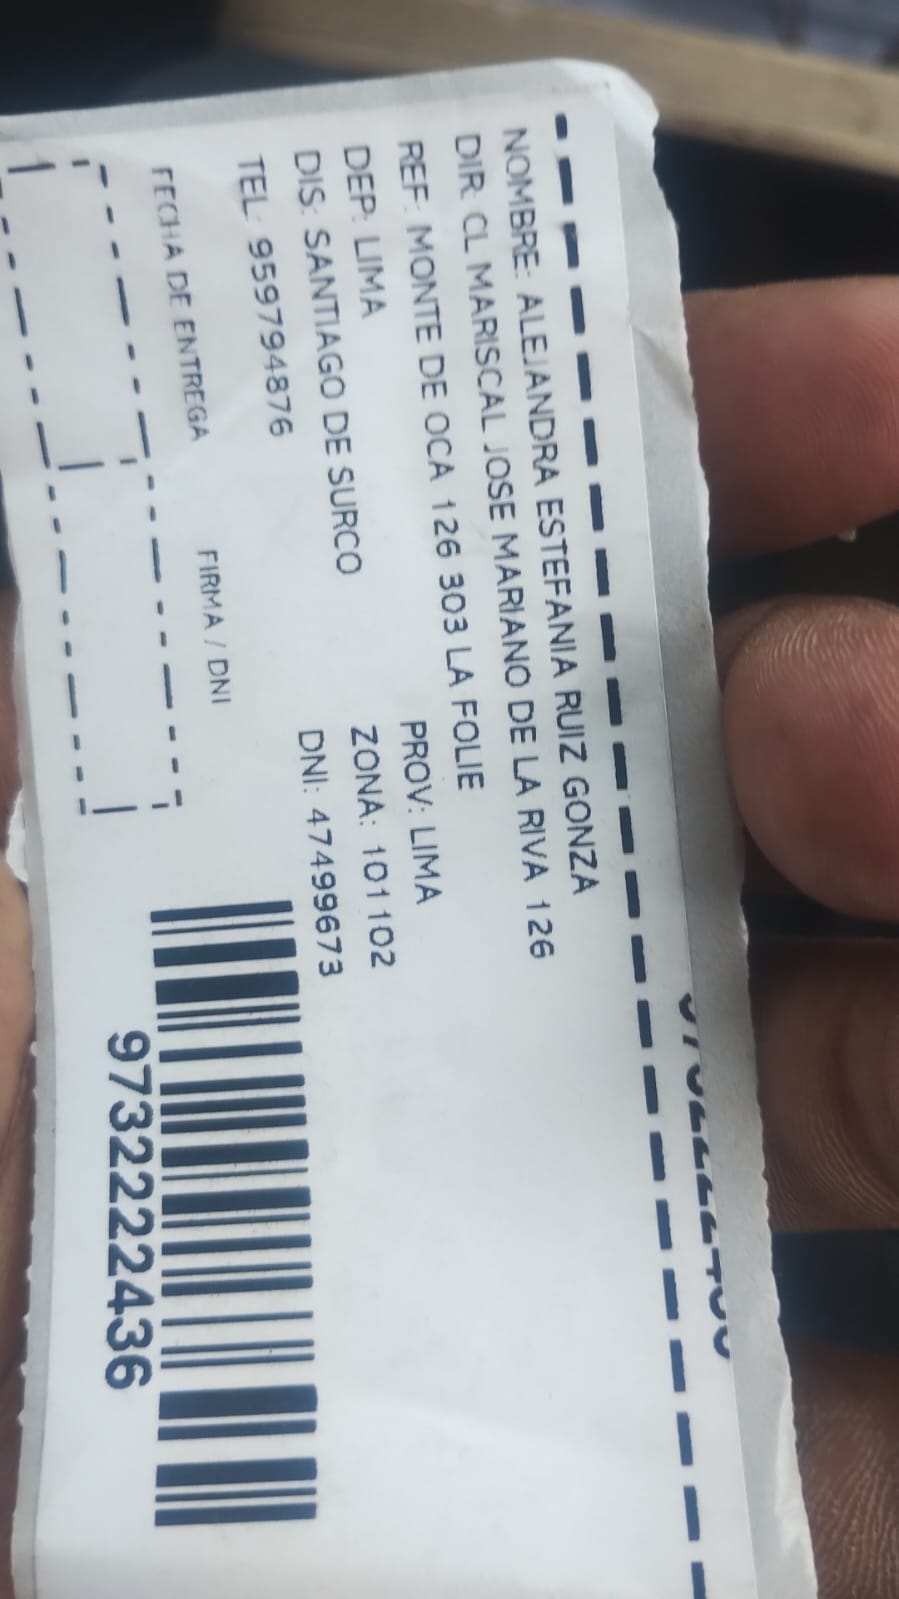 NOMBRE: ALEJANDRA ESTEFANIA RUIZ GONZA
DIR: CL MARISCAL JOSE MARIANO DE LA RIVA 126
REF: MONTE DE OCA 126 303 LA FOLIE
DEP: LIMA PROV: LIMA
DIS: SANTIAGO DE SURCO ZONA: 101102
TEL: 959794876 DNI: 47499673
FECHA DE ENTREGA FIRMA / DNI
97322222436